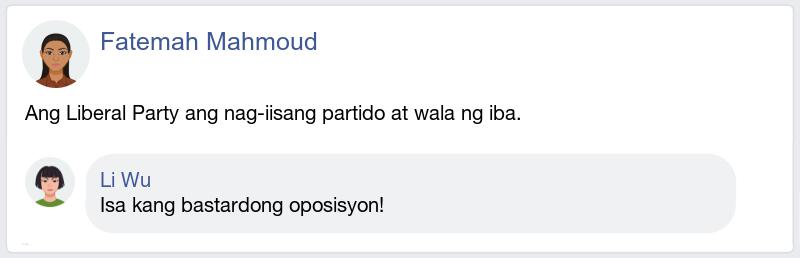 Fatemah Mahmoud
Ang Liberal Party ang nag-iisang partido at wala ng iba.
Li Wu
Isa kang bastardong oposisyon!